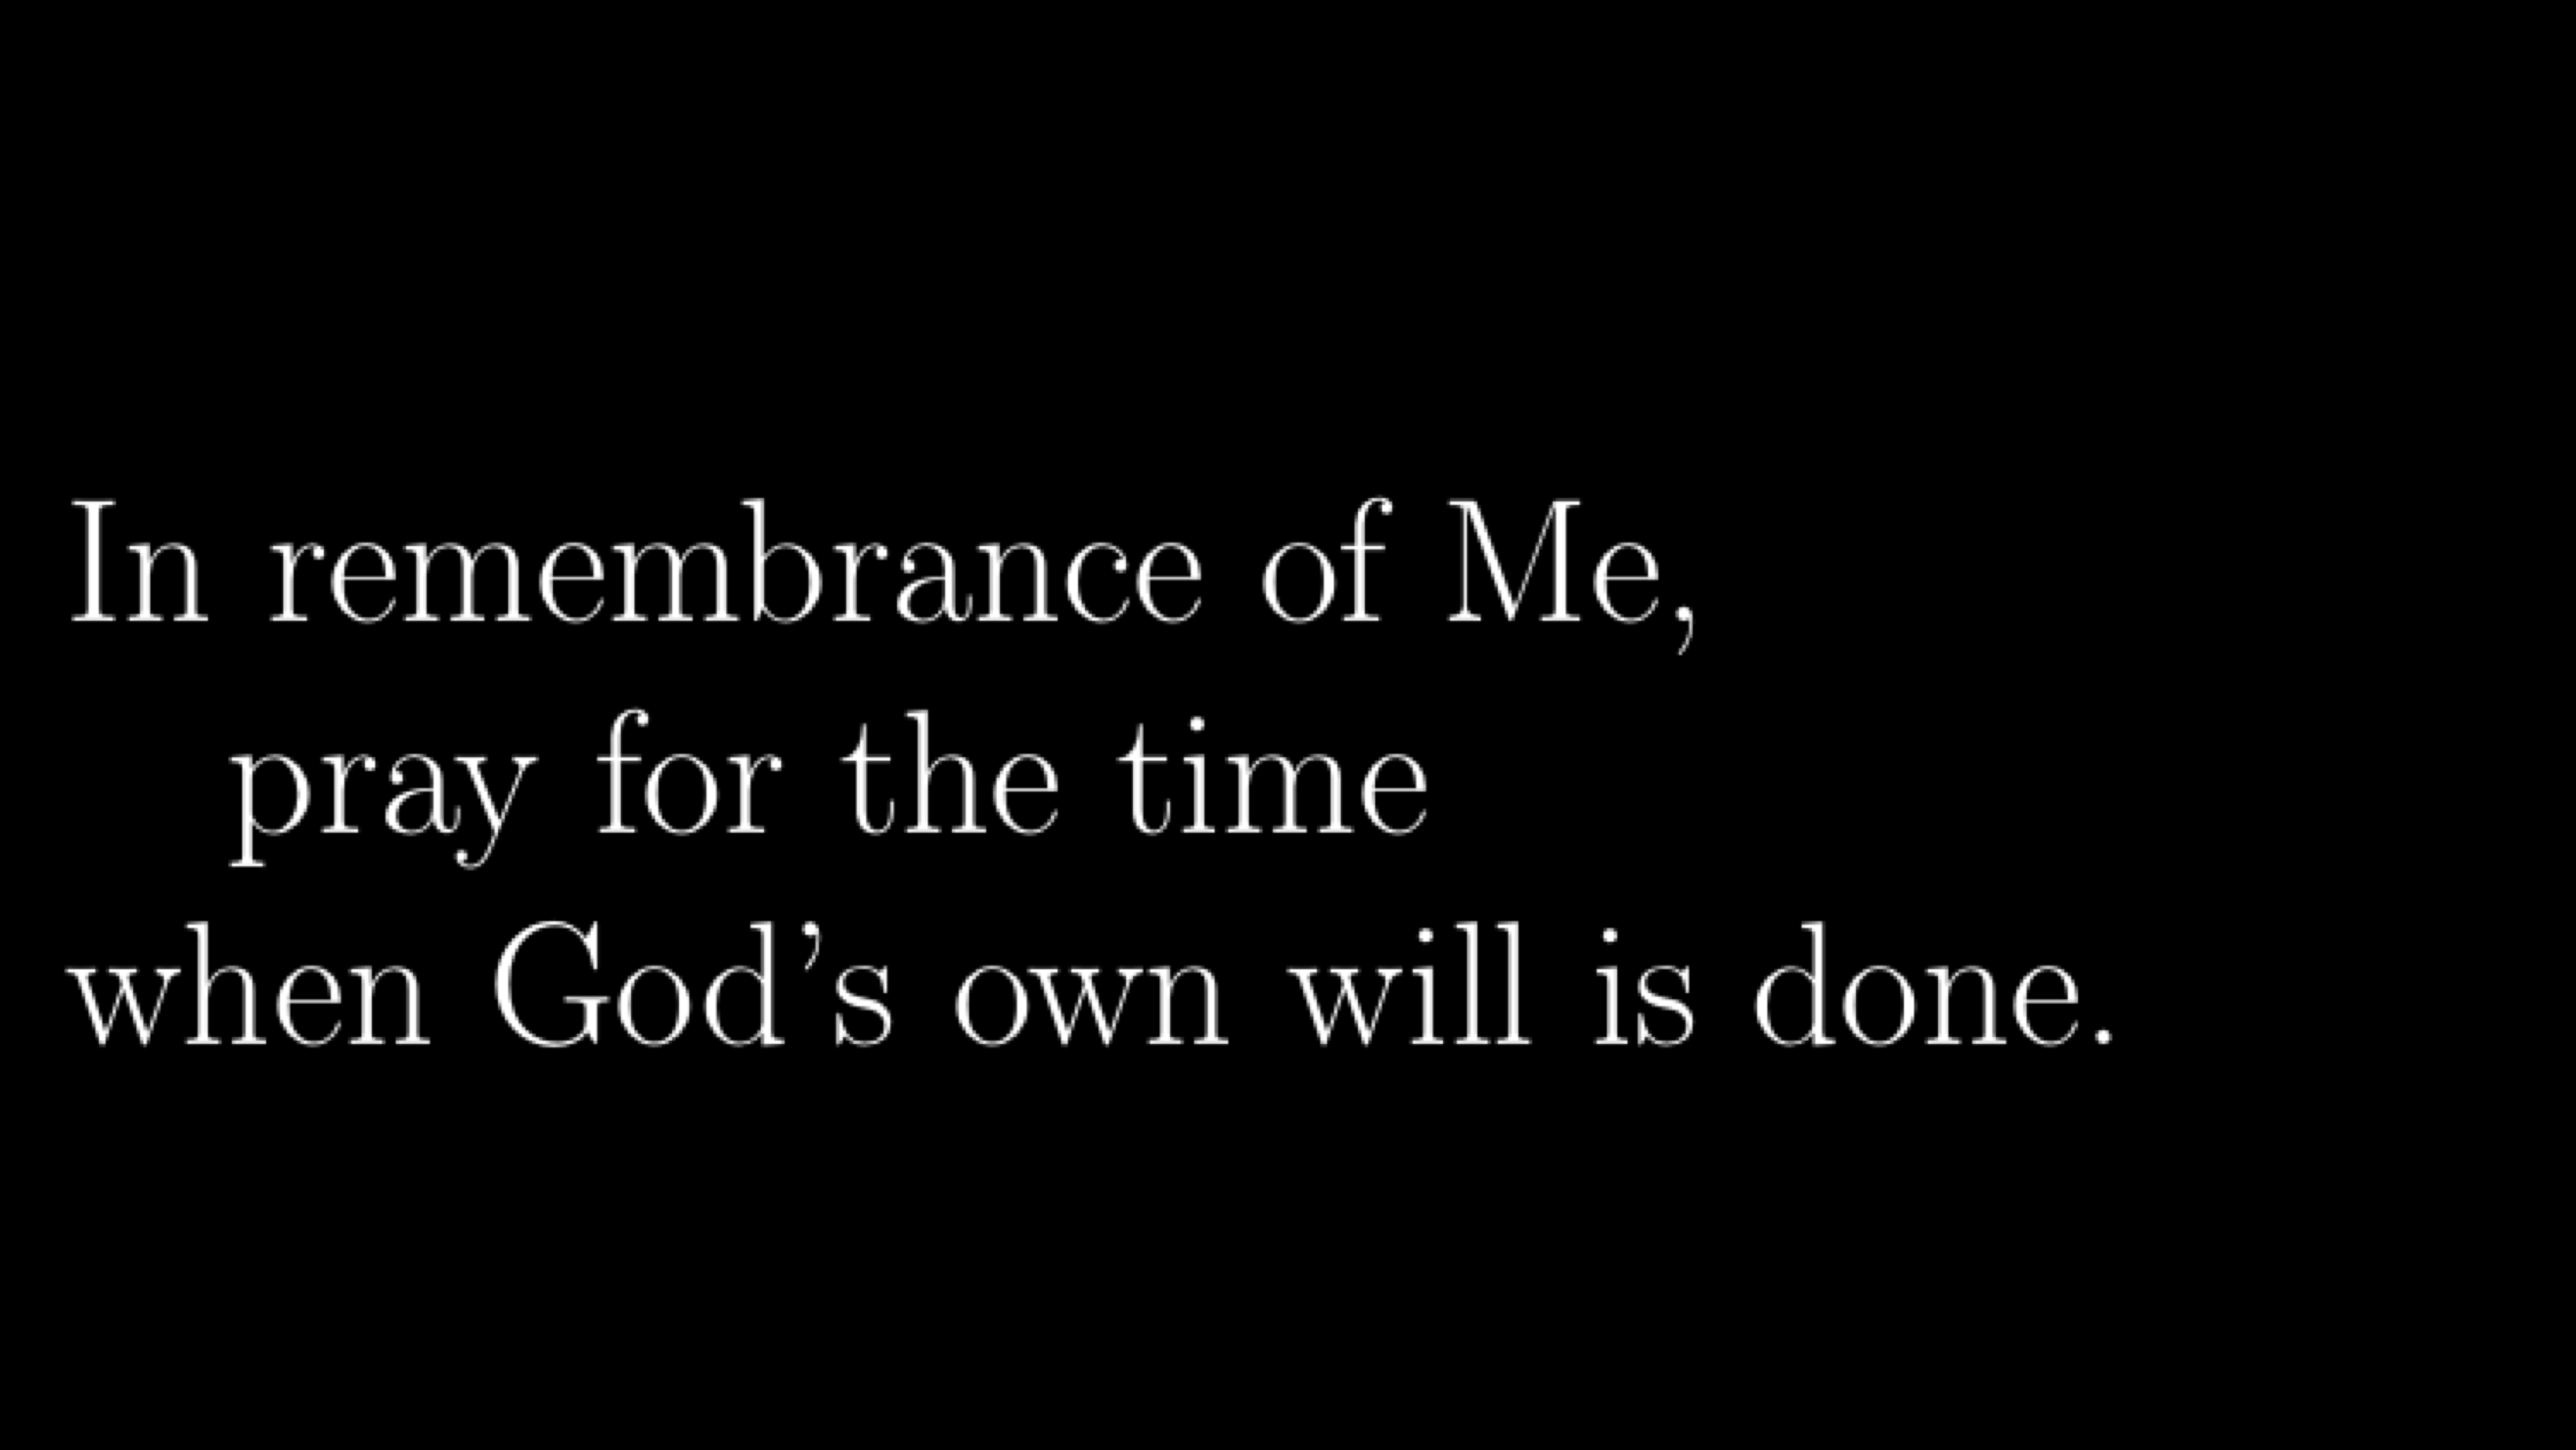 In remembrance of Me,
pray for the time
when God’s own will is done.